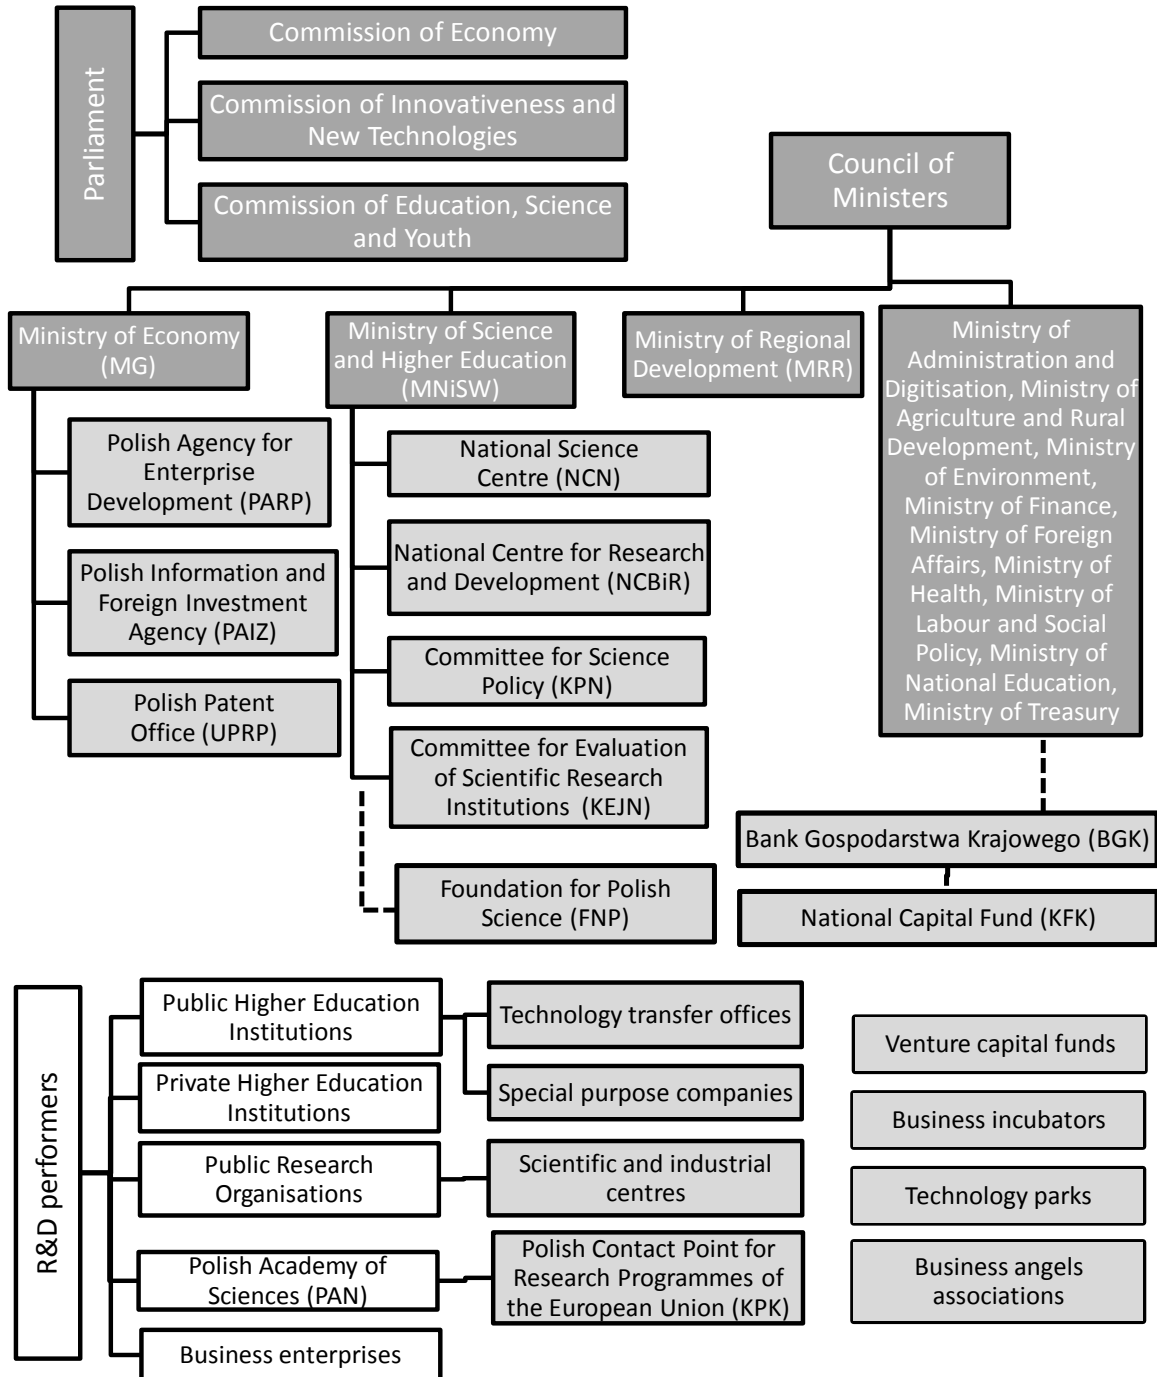 Parliament
Commission of Economy
Commission of Innovativeness and
New Technologies
Commission of Education, Science
and Youth
Council of
Ministers
Ministry of Economy
(MG)
Polish Agency for
Enterprise
Development (PARP)
Polish Information and
Foreign Investment
Agency (PAIZ)
Polish Patent
Office (UPRP)
Ministry of Science
and Higher Education
(MNiSW)
National Science
Centre (NCN)
National Centre for Research
and Development (NCBiR)
Committee for Science
Policy (KPN)
Committee for Evaluation
of Scientific Research
Institutions (KEJN)
Foundation for Polish
Science (FNP)
Ministry of Regional
Development (MRR)
Ministry of
Administration and
Digitisation, Ministry of
Agriculture and Rural
Development, Ministry
of Environment,
Ministry of Finance,
Ministry of Foreign
Affairs, Ministry of
Health, Ministry of
Labour and Social
Policy, Ministry of
National Education,
Ministry of Treasury
Bank Gospodarstwa Krajowego (BGK)
National Capital Fund (KFK)
R&D performers
Public Higher Education
Institutions
Technology transfer offices
Special purpose companies
Private Higher Education
Institutions
Public Research
Organisations
Scientific and industrial
centres
Polish Academy of
Sciences (PAN)
Polish Contact Point for
Research Programmes of
the European Union (KPK)
Business enterprises
Venture capital funds
Business incubators
Technology parks
Business angels
associations